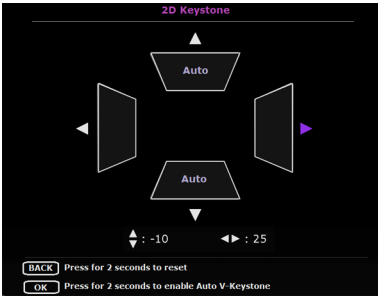 2D Keystone
Auto
Auto
: -10 : 25
BACK Press for 2 seconds to reset
OK Press for 2 seconds to enable Auto V-Keystone